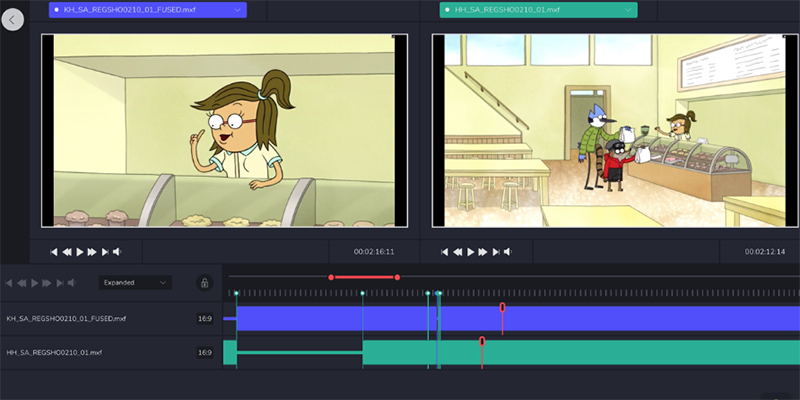 KH_SA_REGSHO0210_01_FUSED.mxf
HH_SA_REGSHO0210_01.mxf
00:02:16:11
00:02:12:14
Expanded
KH_SA_REGSHO0210_01_FUSED.mxf
16:9
HH_SA_REGSHO0210_01.mxf
16:9